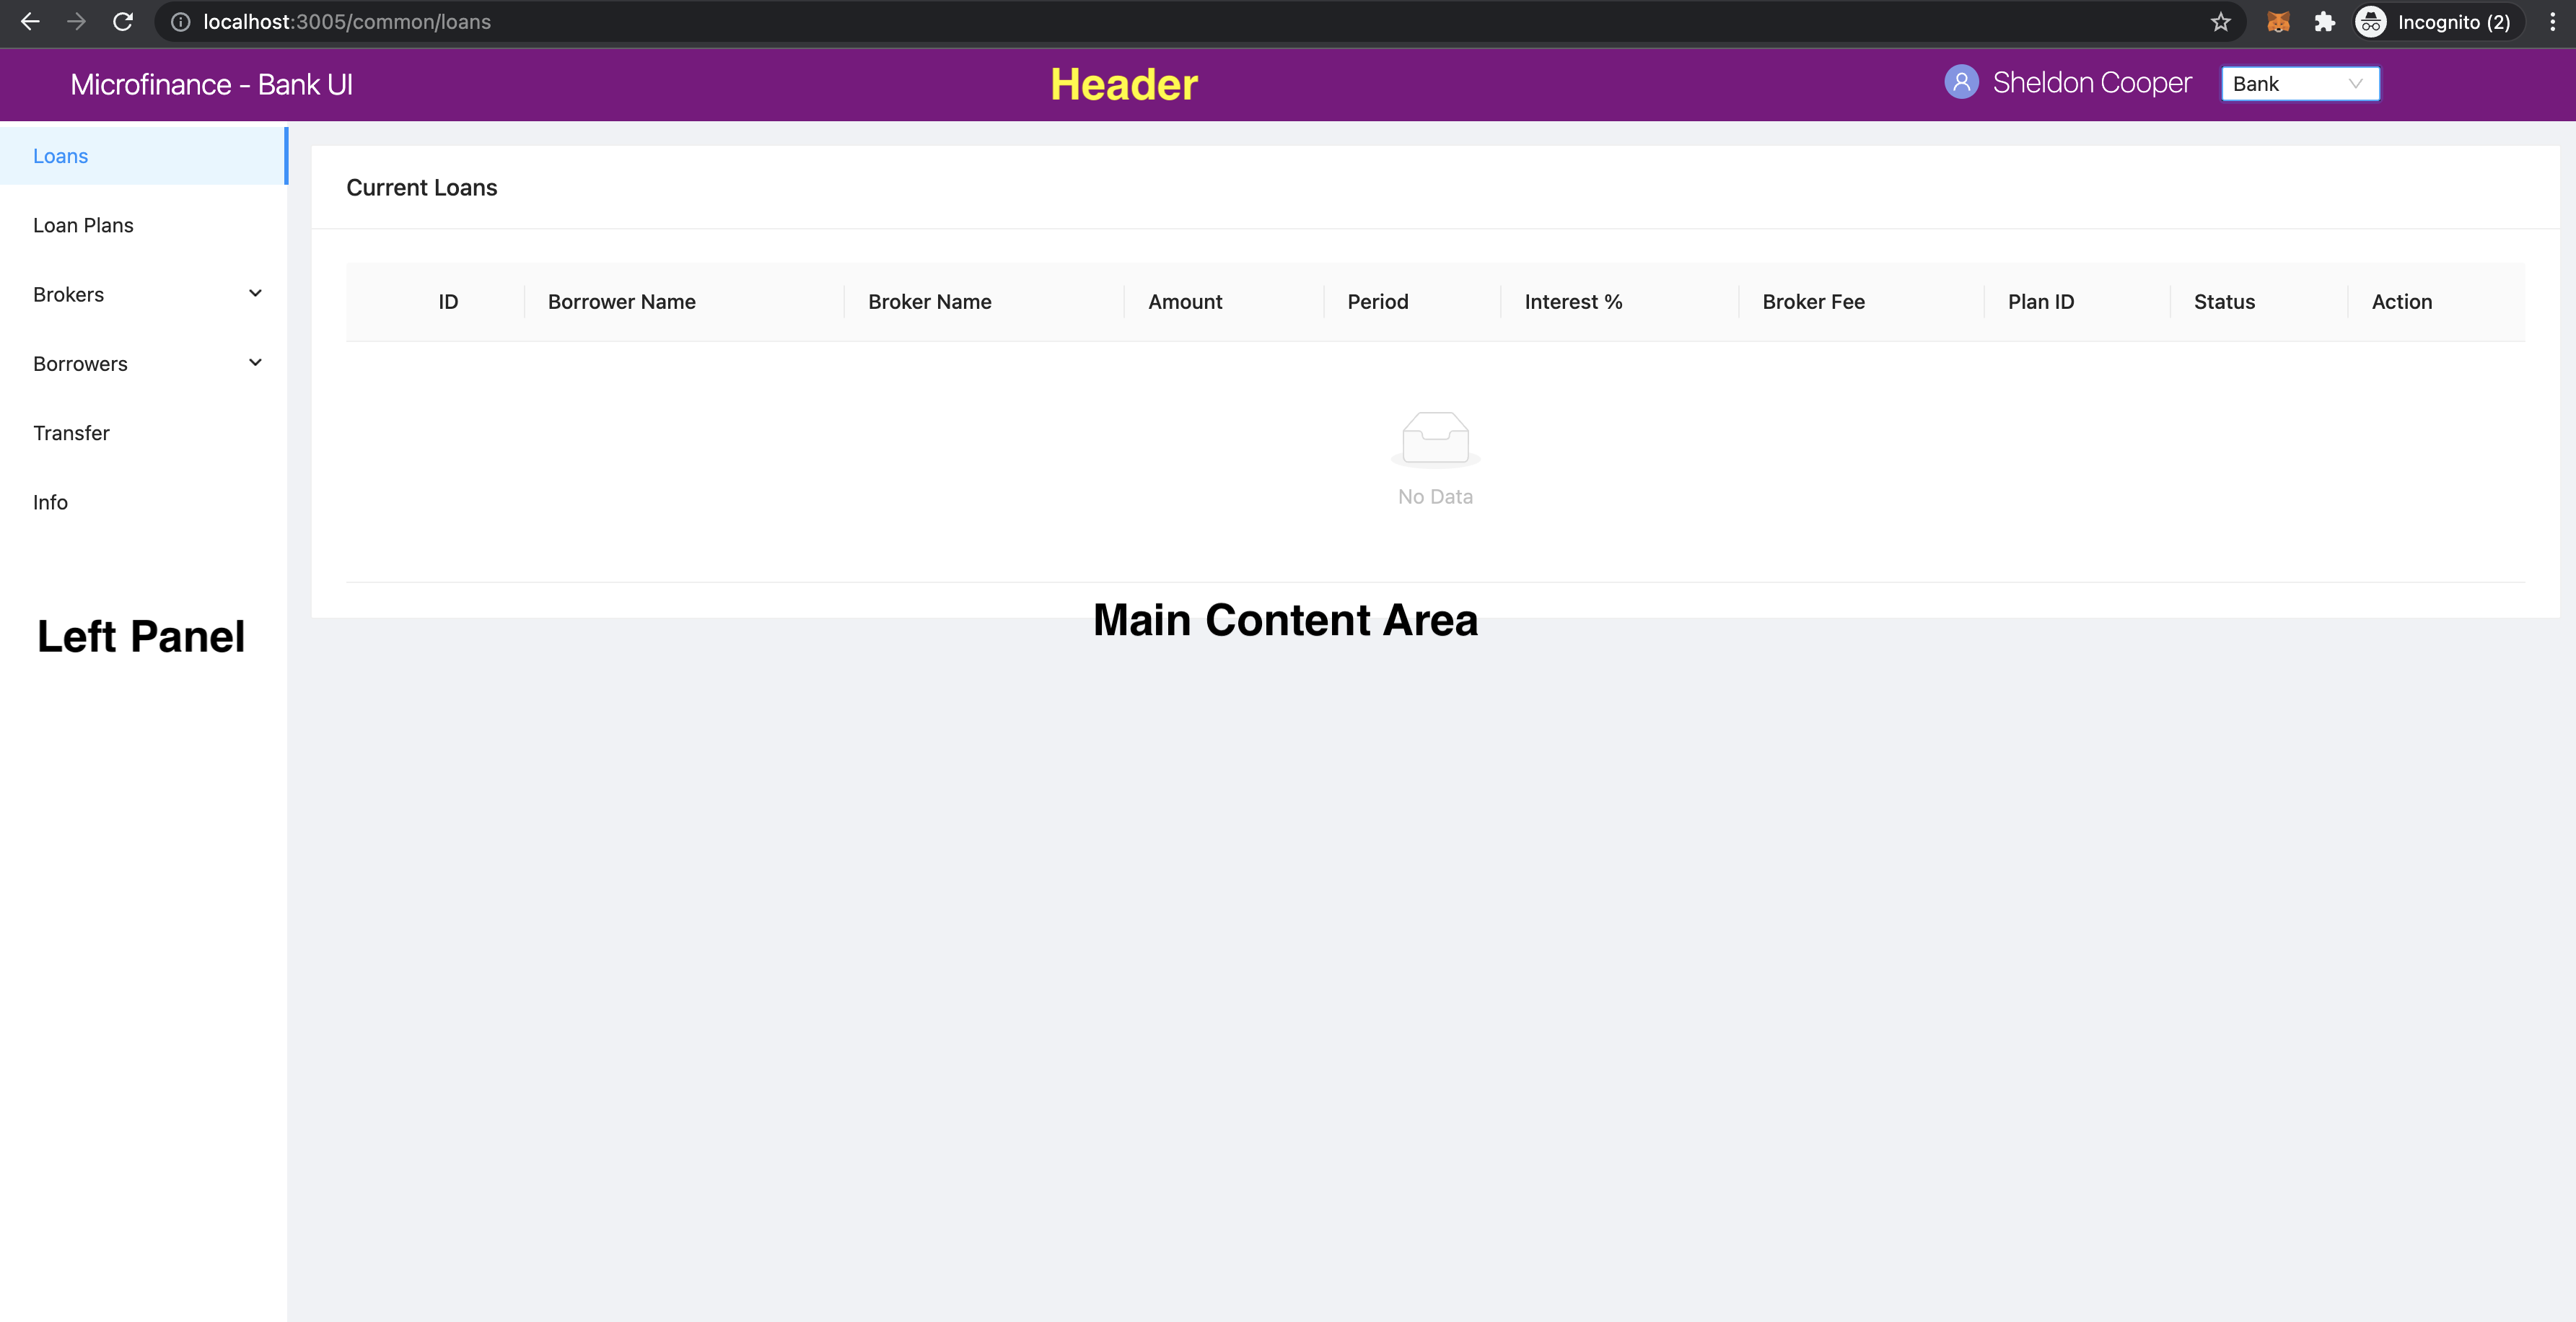 localhost:3005/common/loans
Incognito (2)
Microfinance - Bank UI
Header
Sheldon Cooper
Bank
Loans
Loan Plans
Brokers
Borrowers
Transfer
Info
Left Panel
Current Loans
ID Borrower Name Broker Name Amount Period Interest % Broker Fee Plan ID Status Action
No Data
Main Content Area